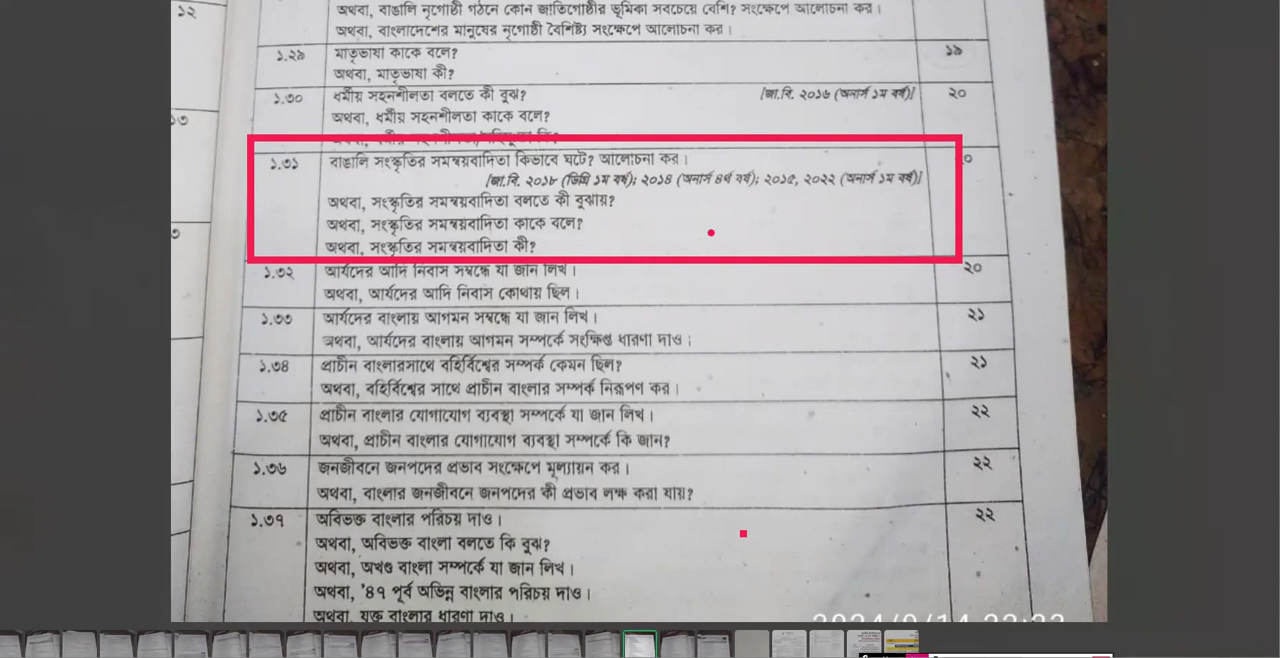 ১২
অথবা, বাঙালি নৃগোষ্ঠী গঠনে কোন জাতিগোষ্ঠীর ভূমিকা সবচেয়ে বেশি? সংক্ষেপে আলোচনা কর।
অথবা, বাংলাদেশের মানুষের নৃগোষ্ঠী বৈশিষ্ট্য সংক্ষেপে আলোচনা কর।
১.২৯ মাতৃভাষা কাকে বলে? ১৯
অথবা, মাতৃভাষা কী?
১.৩০ ধর্মীয় সহনশীলতা বলতে কী বুঝ? [জা.বি. ২০১৬ (অনার্স ১ম বর্ষ)] ২০
অথবা, ধর্মীয় সহনশীলতা কাকে বলে?
১.৩১ বাঙালি সংস্কৃতির সমন্বয়বাদিতা কিভাবে ঘটে? আলোচনা কর।
[জা.বি. ২০১৮ (ডিগ্রি ১ম বর্ষ); ২০১৪ (অনার্স ৪র্থ বর্ষ); ২০১৫, ২০২২ (অনার্স ১ম বর্ষ)]
অথবা, সংস্কৃতির সমন্বয়বাদিতা বলতে কী বুঝায়?
অথবা, সংস্কৃতির সমন্বয়বাদিতা কাকে বলে?
অথবা, সংস্কৃতির সমন্বয়বাদিতা কী?
১.৩২ আর্যদের আদি নিবাস সম্বন্ধে যা জান লিখ। ২০
অথবা, আর্যদের আদি নিবাস কোথায় ছিল।
১.৩৩ আর্যদের বাংলায় আগমন সম্বন্ধে যা জান লিখ। ২১
অথবা, আর্যদের বাংলায় আগমন সম্পর্কে সংক্ষিপ্ত ধারণা দাও।
১.৩৪ প্রাচীন বাংলারসাথে বহির্বিশ্বের সম্পর্ক কেমন ছিল? ২১
অথবা, বহির্বিশ্বের সাথে প্রাচীন বাংলার সম্পর্ক নিরূপণ কর।
১.৩৫ প্রাচীন বাংলার যোগাযোগ ব্যবস্থা সম্পর্কে যা জান লিখ। ২২
অথবা, প্রাচীন বাংলার যোগাযোগ ব্যবস্থা সম্পর্কে কি জান?
১.৩৬ জনজীবনে জনপদের প্রভাব সংক্ষেপে মূল্যায়ন কর। ২২
অথবা, বাংলার জনজীবনে জনপদের কী প্রভাব লক্ষ করা যায়?
১.৩৭ অবিভক্ত বাংলার পরিচয় দাও। ২২
অথবা, অবিভক্ত বাংলা বলতে কি বুঝ?
অথবা, অখণ্ড বাংলা সম্পর্কে যা জান লিখ।
অথবা, '৪৭ পূর্ব অভিন্ন বাংলার পরিচয় দাও।
অথবা, যুক্ত বাংলার ধারণা দাও।